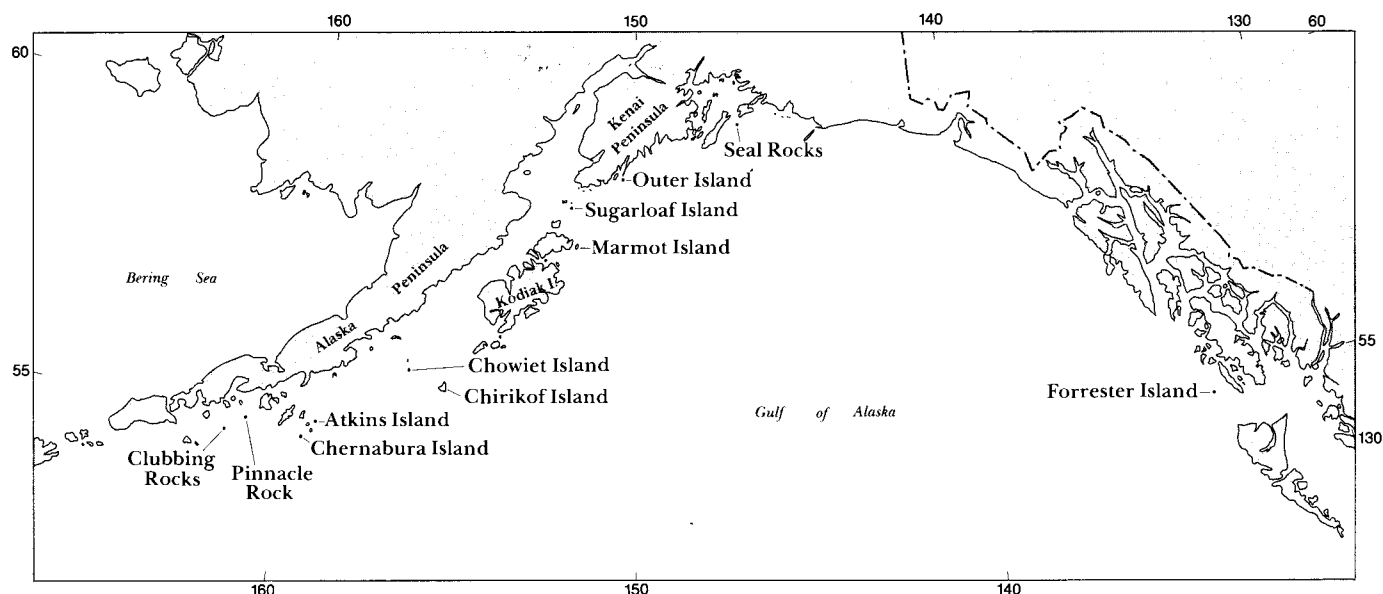 160 150 140 130 60
60
Kenai
Peninsula
Seal Rocks
Outer Island
Sugarloaf Island
Marmot Island
Bering Sea
Peninsula
Kodiak I.
Alaska
55
55
Chowiet Island
Chirikof Island
Forrester Island
Gulf of Alaska
Atkins Island
Chernabura Island
130
Clubbing
Rocks
Pinnacle
Rock
160 150 140